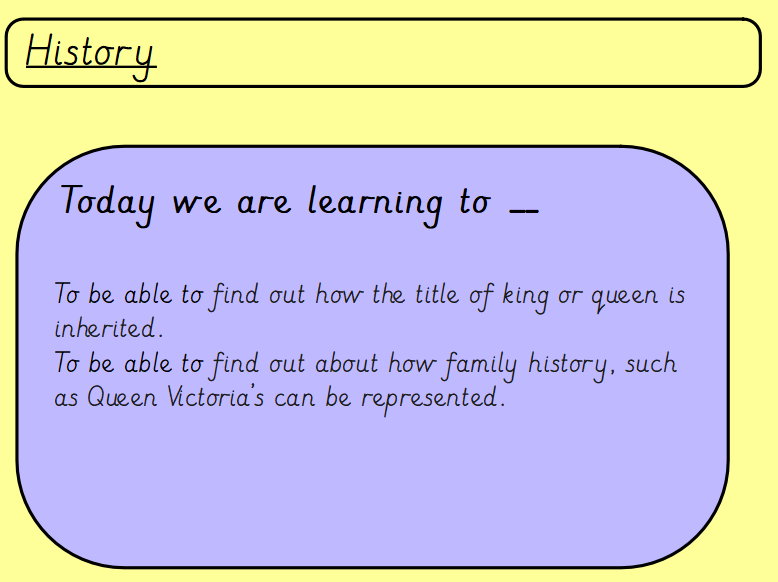 History
Today we are learning to __
To be able to find out how the title of king or queen is
inherited.
To be able to find out about how family history, such
as Queen Victoria's can be represented.